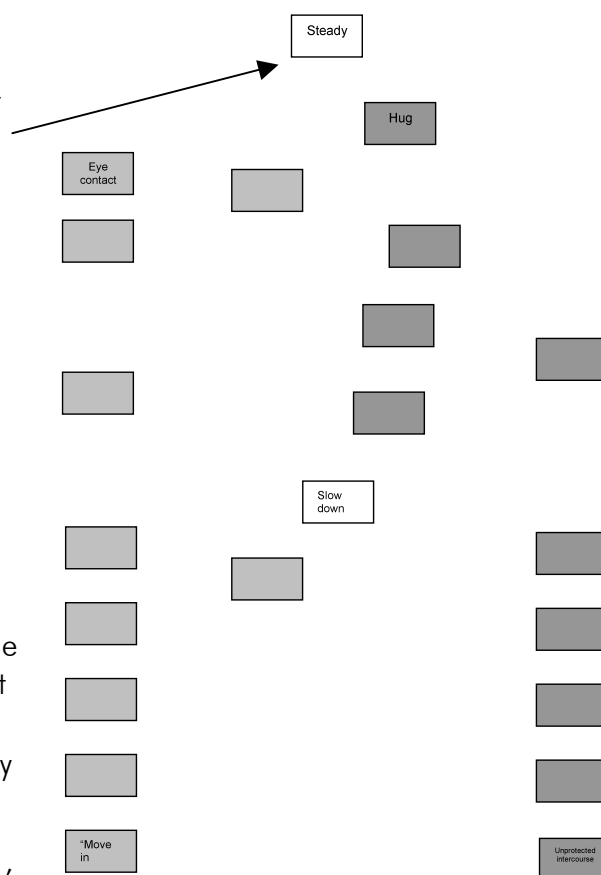 Steady
Hug
Eye
contact
Slow
down
e
t
y
"Move
in
,
Unprotected
intercourse